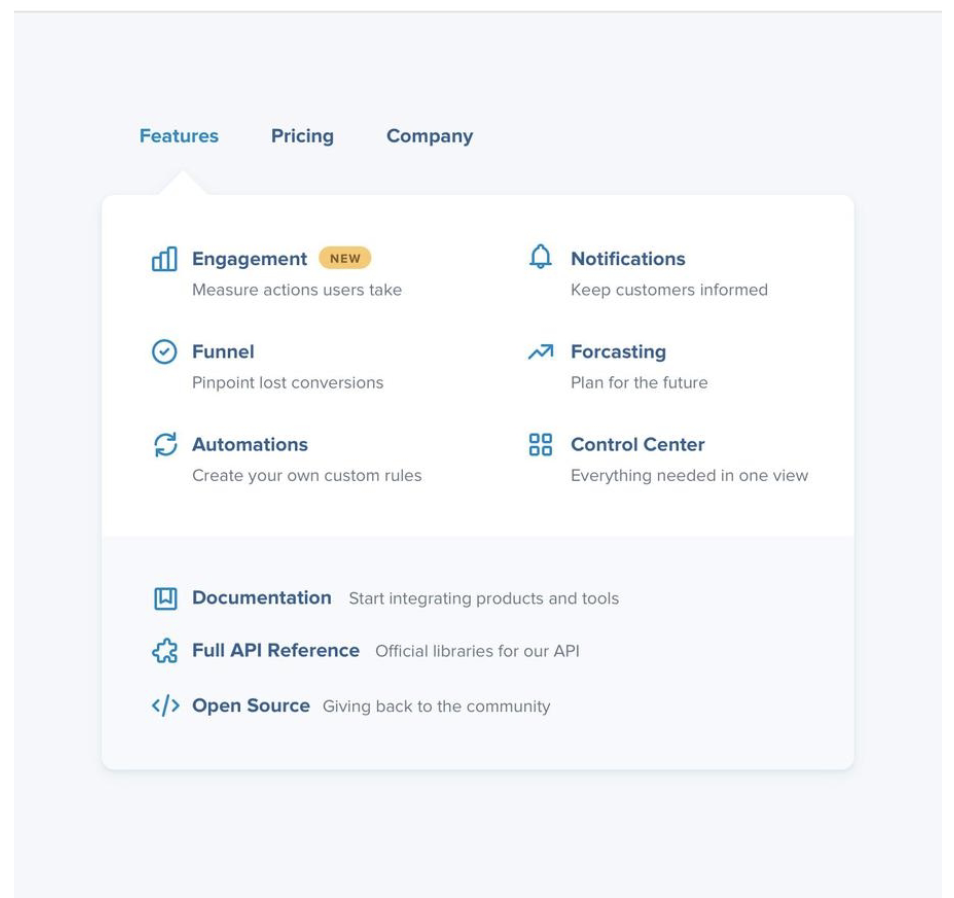 Features Pricing Company
Engagement NEW
Measure actions users take
Notifications
Keep customers informed
Funnel
Pinpoint lost conversions
Forcasting
Plan for the future
Automations
Create your own custom rules
Control Center
Everything needed in one view
Documentation Start integrating products and tools
Full API Reference Official libraries for our API
Open Source Giving back to the community